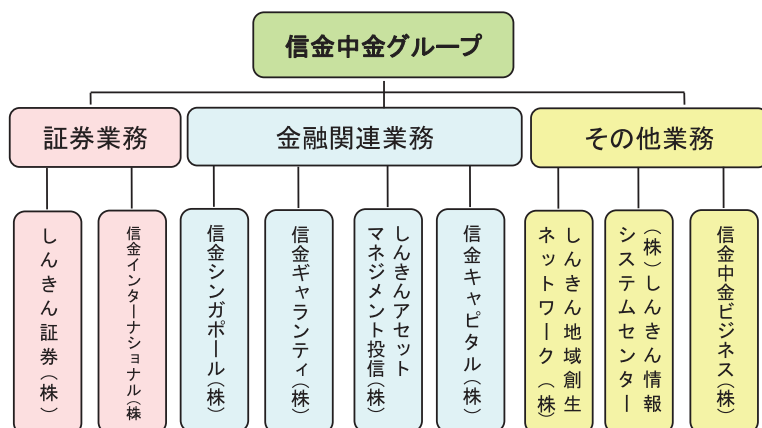 信金中金グループ
証券業務
金融関連業務
その他業務
しんきん証券(株)
信金インターナショナル(株
信金シンガポール(株)
信金ギャランティ(株)
しんきんアセット
マネジメント投信(株)
信金キャピタル(株)
しんきん地域創生
ネットワーク(株)
(株)しんきん情報
システムセンター
信金中金ビジネス(株)